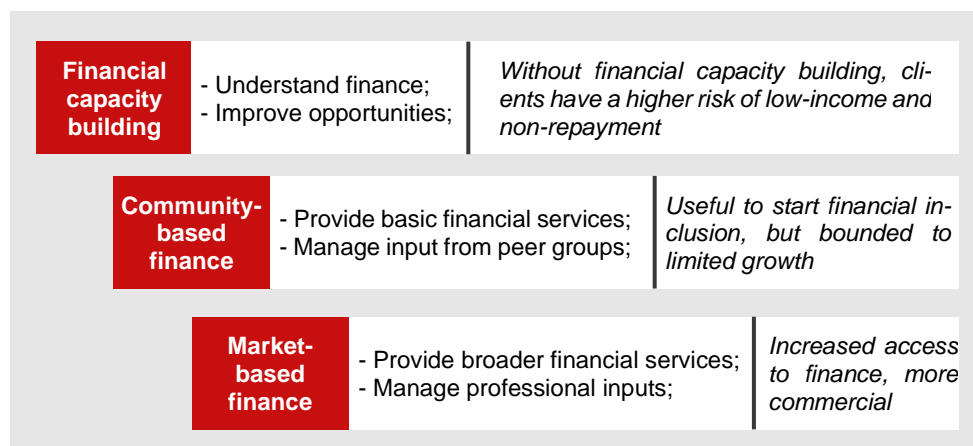 Financial
capacity
building
- Understand finance;
- Improve opportunities;
Without financial capacity building, cli-
ents have a higher risk of low-income and
non-repayment
Community-
based
finance
- Provide basic financial services;
- Manage input from peer groups;
Useful to start financial in-
clusion, but bounded to
limited growth
Market-
based
finance
- Provide broader financial services;
- Manage professional inputs;
Increased access
to finance, more
commercial